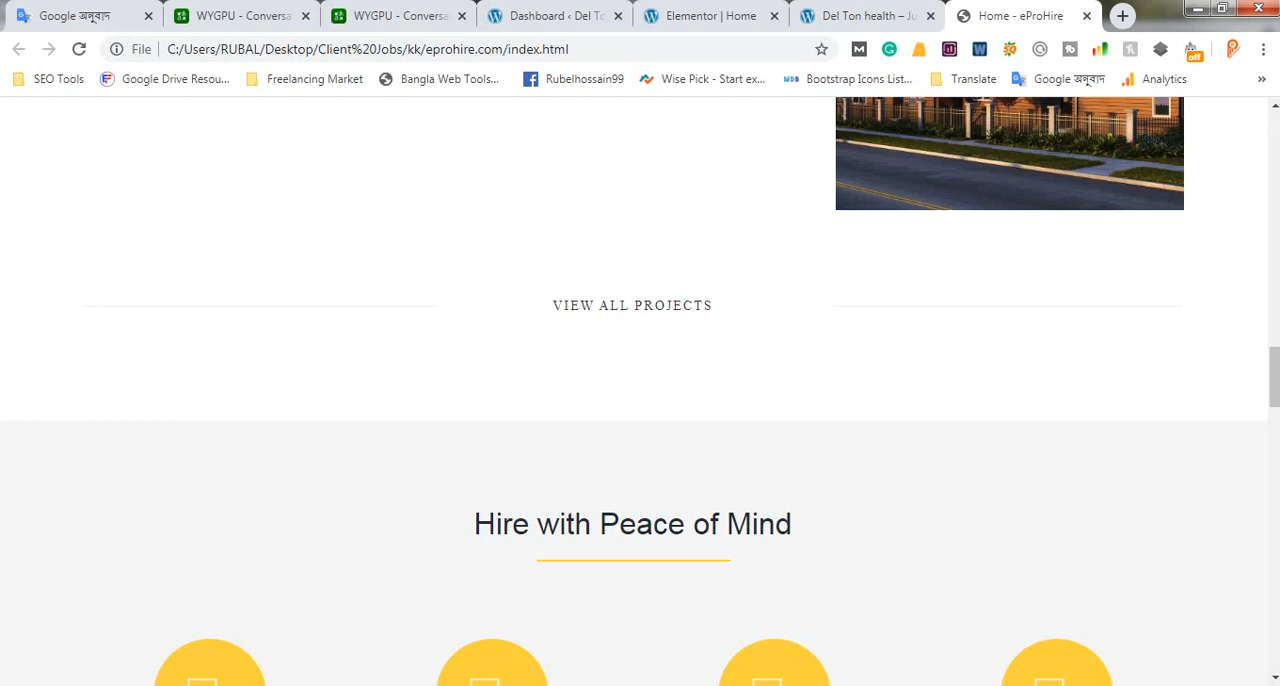 Google অনুবাদ
WYGPU - Conversa
WYGPU - Conversa
Dashboard ‹ Del To
Elementor | Home
Del Ton health – Ju
Home - eProHire
File
C:/Users/RUBAL/Desktop/Client%20Jobs/kk/eprohire.com/index.html
off
SEO Tools
Google Drive Resou...
Freelancing Market
Bangla Web Tools...
Rubelhossain99
Wise Pick - Start ex...
Bootstrap Icons List...
Translate
Google অনুবাদ
Analytics
VIEW ALL PROJECTS
Hire with Peace of Mind